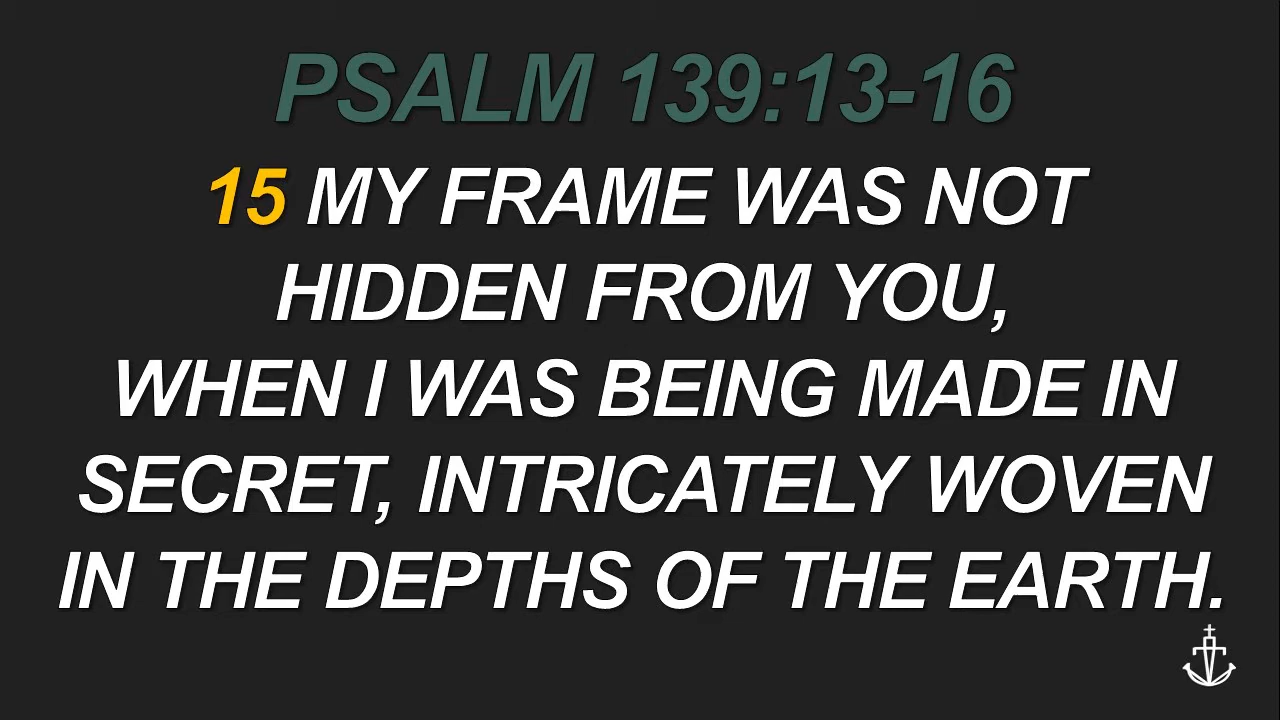 PSALM 139:13-16
15 MY FRAME WAS NOT
HIDDEN FROM YOU,
WHEN I WAS BEING MADE IN
SECRET, INTRICATELY WOVEN
IN THE DEPTHS OF THE EARTH.